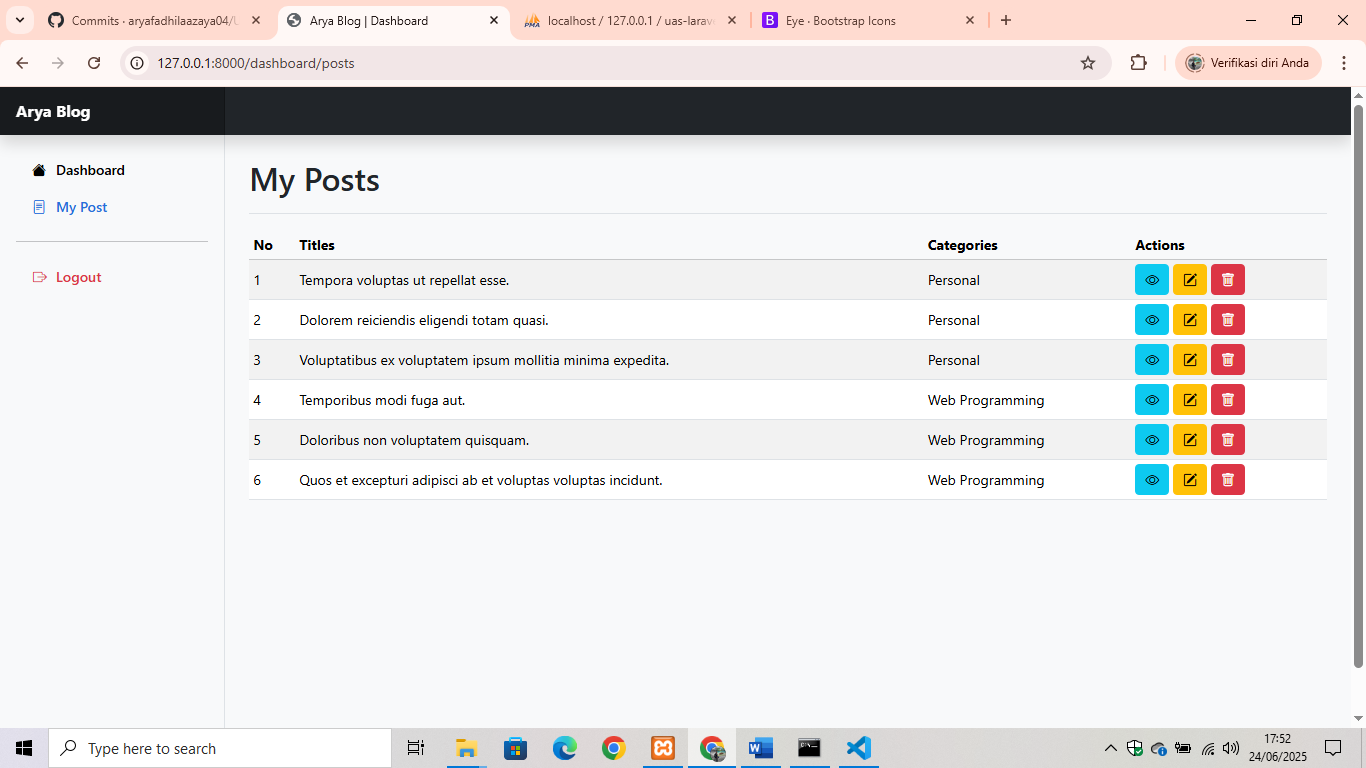 Commits · aryafadhilaazaya04/U
Arya Blog | Dashboard
localhost / 127.0.0.1 / uas-larave
Eye · Bootstrap Icons
127.0.0.1:8000/dashboard/posts
Verifikasi diri Anda
Arya Blog
Dashboard
My Post
Logout
My Posts
No Titles Categories Actions
1 Tempora voluptas ut repellat esse. Personal
2 Dolorem reiciendis eligendi totam quasi. Personal
3 Voluptatibus ex voluptatem ipsum mollitia minima expedita. Personal
4 Temporibus modi fuga aut. Web Programming
5 Doloribus non voluptatem quisquam. Web Programming
6 Quos et excepturi adipisci ab et voluptas voluptas incidunt. Web Programming
Type here to search
17:52
24/06/2025